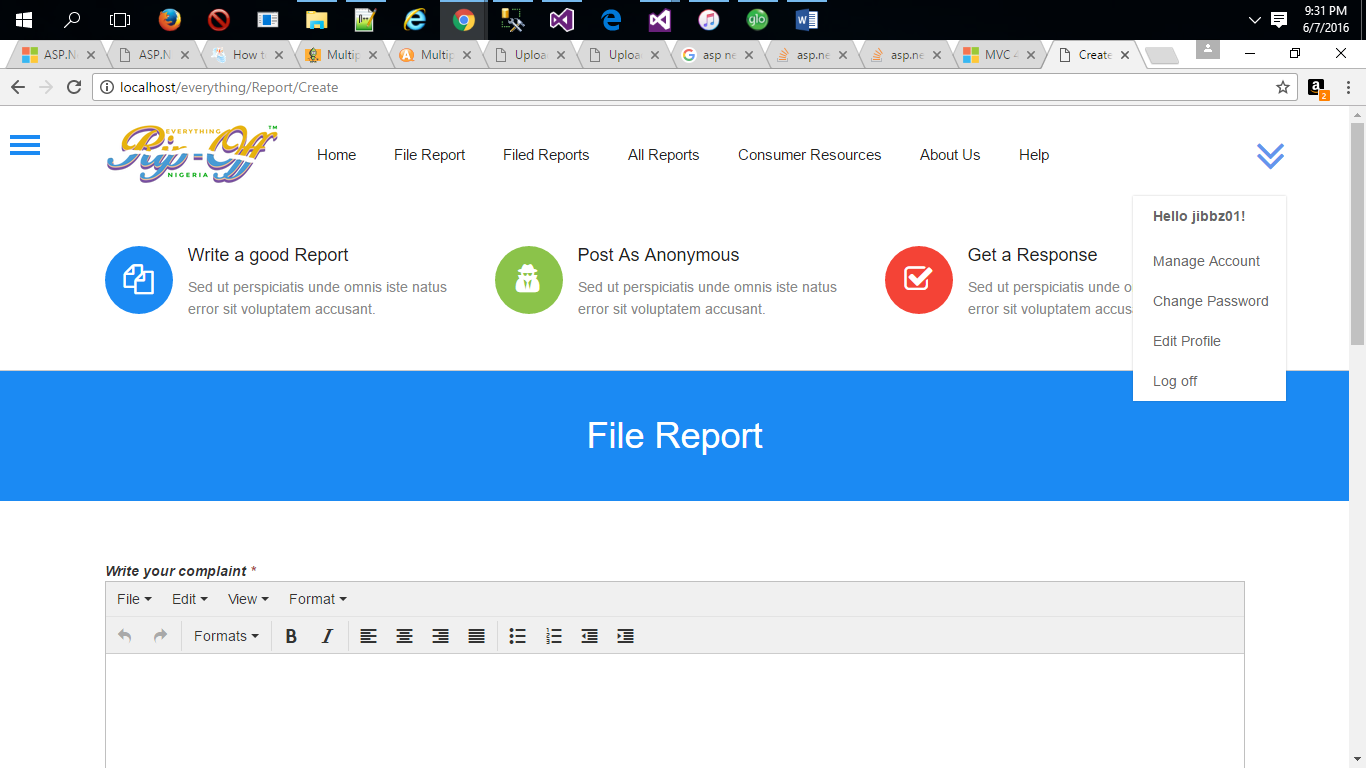 9:31 PM
6/7/2016
ASP.Ne
ASP.N
How t
Multip
Multip
Uploa
Uploa
asp ne
asp.ne
asp.ne
MVC 4
Create
localhost/everything/Report/Create
2
EVERYTHING
Rip-Off
TM
NIGERIA
Home
File Report
Filed Reports
All Reports
Consumer Resources
About Us
Help
Hello jibbz01!
Manage Account
Change Password
Edit Profile
Log off
Write a good Report
Sed ut perspiciatis unde omnis iste natus
error sit voluptatem accusant.
Post As Anonymous
Sed ut perspiciatis unde omnis iste natus
error sit voluptatem accusant.
Get a Response
Sed ut perspiciatis unde o
error sit voluptatem accus
File Report
Write your complaint *
File
Edit
View
Format
Formats
B
I